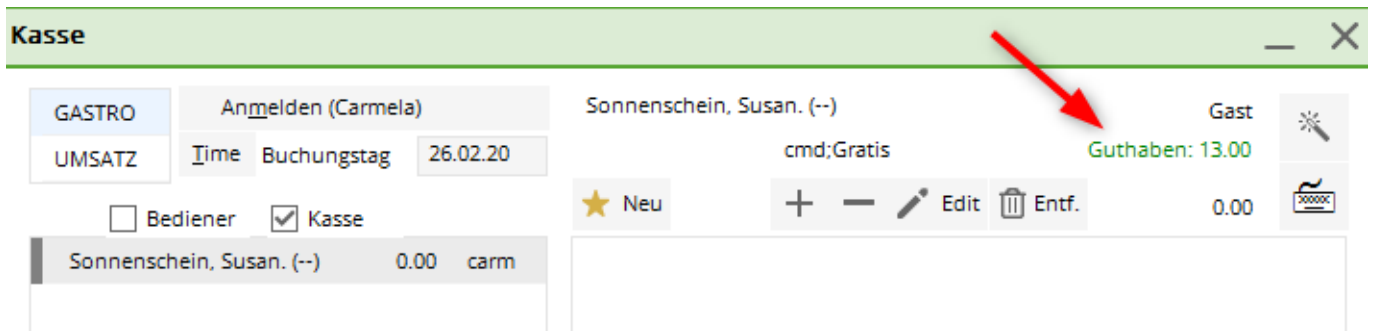 Kasse
GASTRO
Anmelden (Carmela)
UMSATZ
Time Buchungstag 26.02.20
Bediener Kasse
Sonnenschein, Susan. (--) 0.00 carm
Sonnenschein, Susan. (--) Gast
cmd;Gratis Guthaben: 13.00
Neu Edit Entf. 0.00